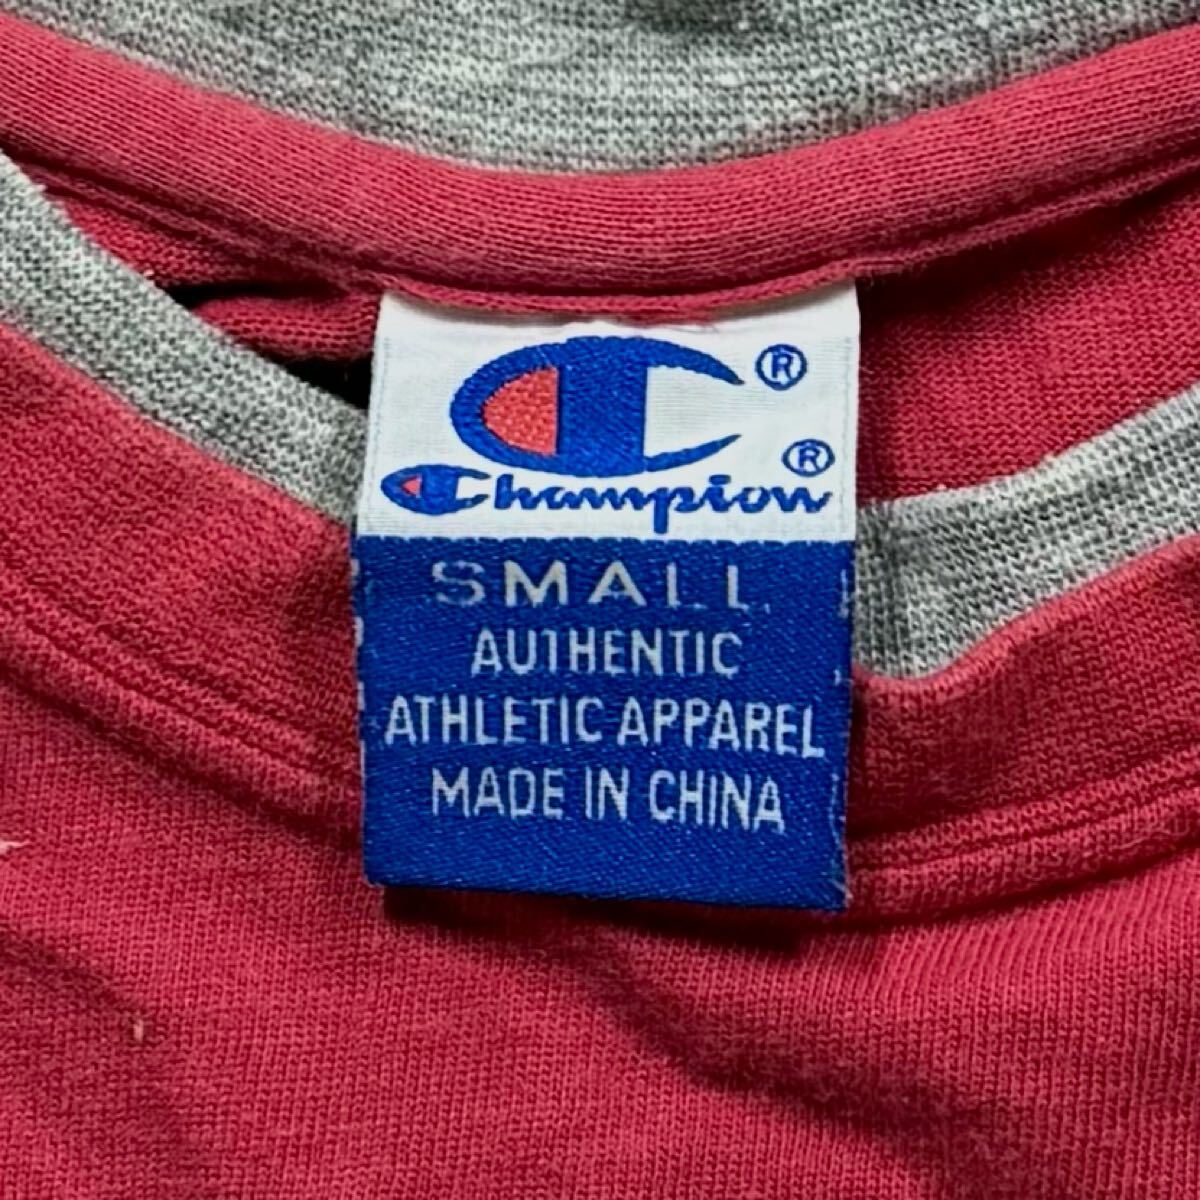 C ®
Champion ®
SMALL
AUTHENTIC
ATHLETIC APPAREL
MADE IN CHINA